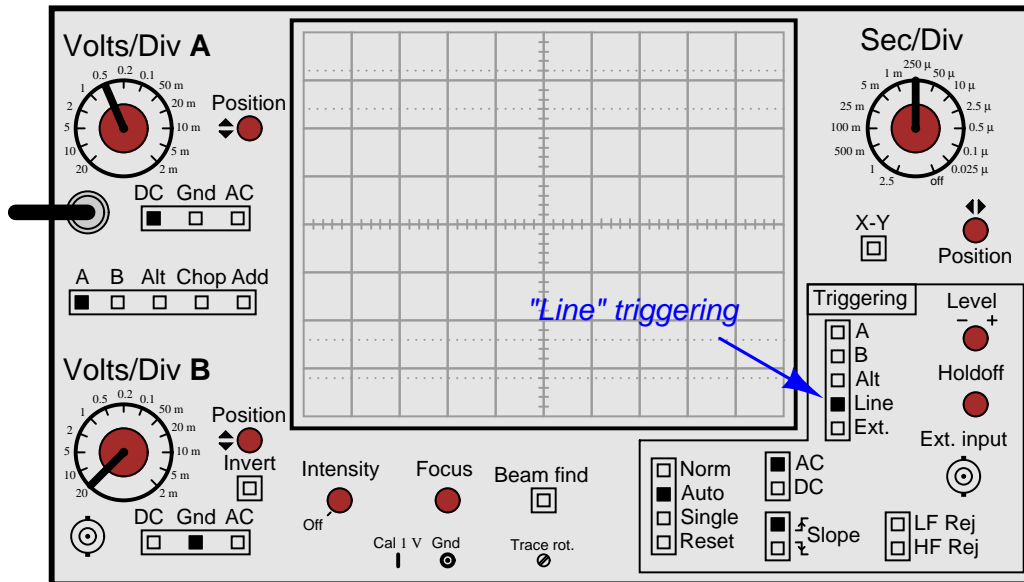 Volts/Div A
0.5 0.2 0.1
1 50 m
2 20 m
5 10 m
10 5 m
20 2 m
Position
DC Gnd AC
A B Alt Chop Add
Volts/Div B
0.5 0.2 0.1
1 50 m
2 20 m
5 10 m
10 5 m
20 2 m
Position
Invert
DC Gnd AC
Intensity
Off
Focus
Beam find
Cal 1 V Gnd
Trace rot.
"Line" triggering
Sec/Div
250 µ
1 m 50 µ
5 m 10 µ
25 m 2.5 µ
100 m 0.5 µ
500 m 0.1 µ
1 0.025 µ
2.5 off
X-Y
Position
Triggering
A
B
Alt
Line
Ext.
Level
− +
Holdoff
Ext. input
Norm
Auto
Single
Reset
AC
DC
Slope
LF Rej
HF Rej